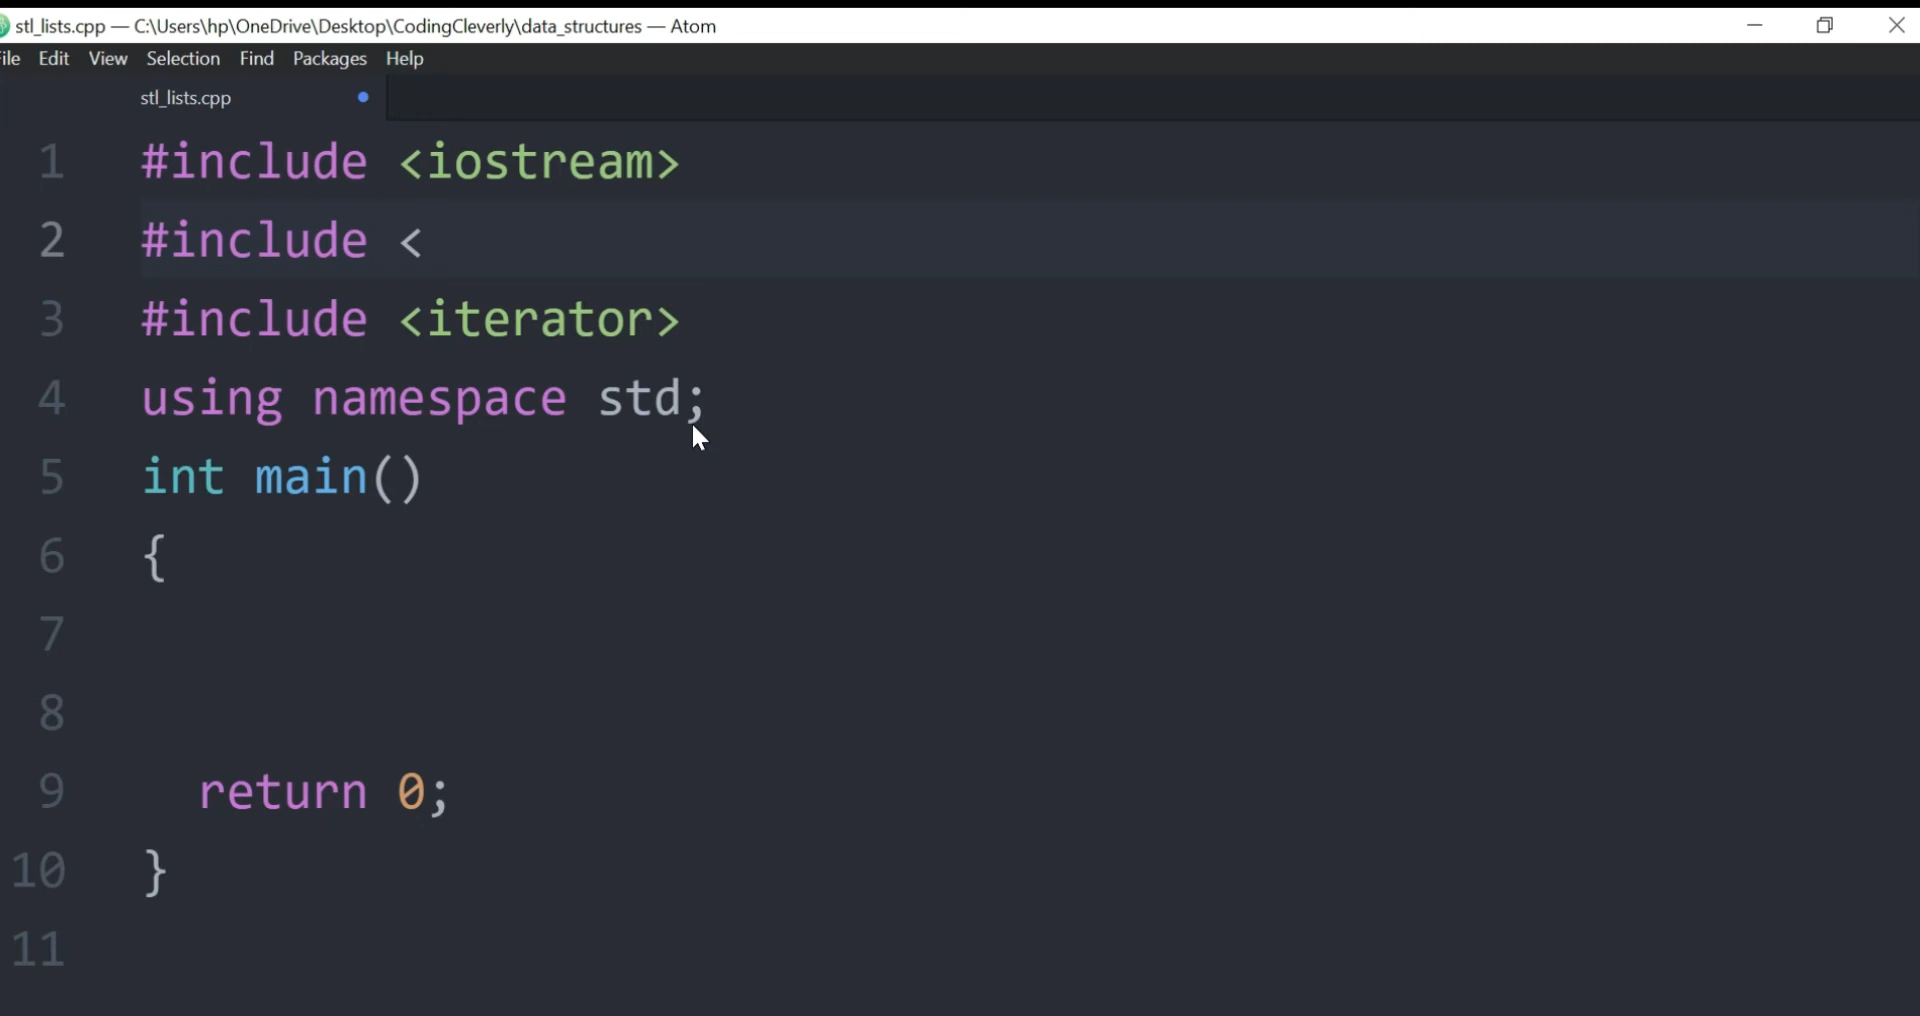 stl_lists.cpp — C:\Users\hp\OneDrive\Desktop\CodingCleverly\data_structures — Atom
ile Edit View Selection Find Packages Help
stl_lists.cpp
1 #include <iostream>
2 #include <
3 #include <iterator>
4 using namespace std;
5 int main()
6 {
7
8
9 return 0;
10 }
11